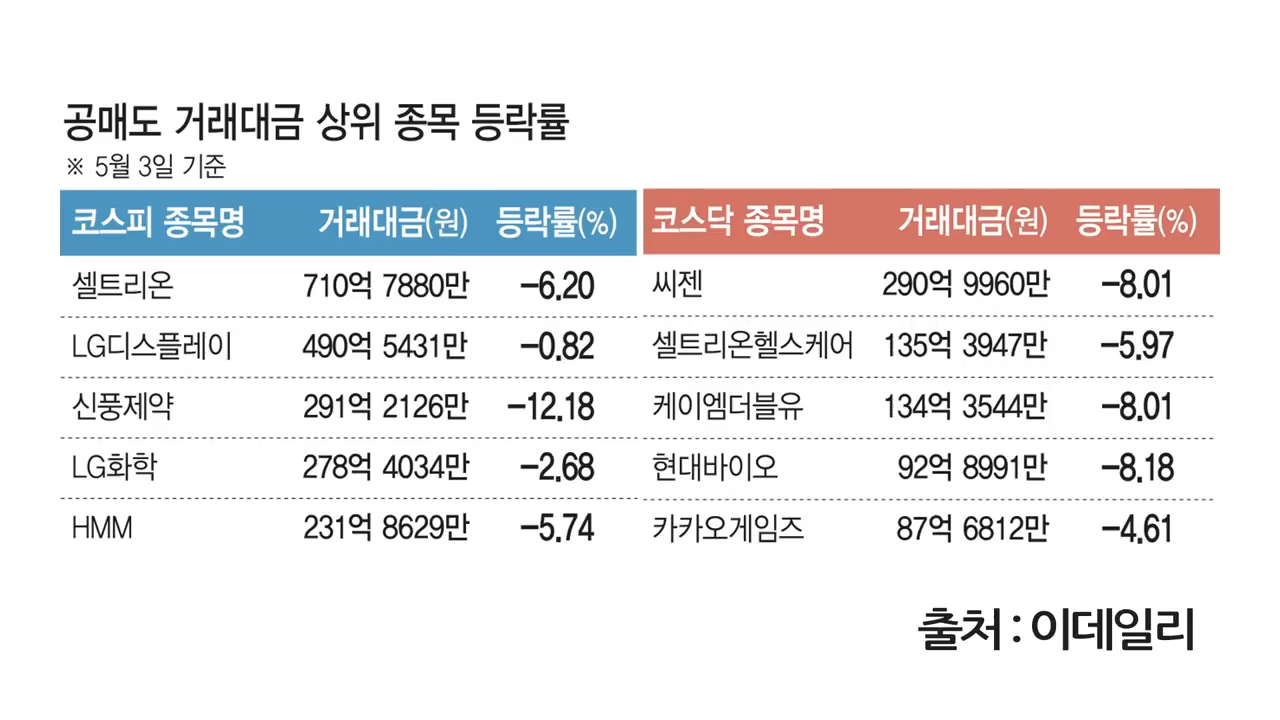 공매도 거래대금 상위 종목 등락률
※ 5월 3일 기준
코스피 종목명 거래대금(원) 등락률(%)
셀트리온 710억 7880만 -6.20
LG디스플레이 490억 5431만 -0.82
신풍제약 291억 2126만 -12.18
LG화학 278억 4034만 -2.68
HMM 231억 8629만 -5.74
코스닥 종목명 거래대금(원) 등락률(%)
씨젠 290억 9960만 -8.01
셀트리온헬스케어 135억 3947만 -5.97
케이엠더블유 134억 3544만 -8.01
현대바이오 92억 8991만 -8.18
카카오게임즈 87억 6812만 -4.61
출처 : 이데일리